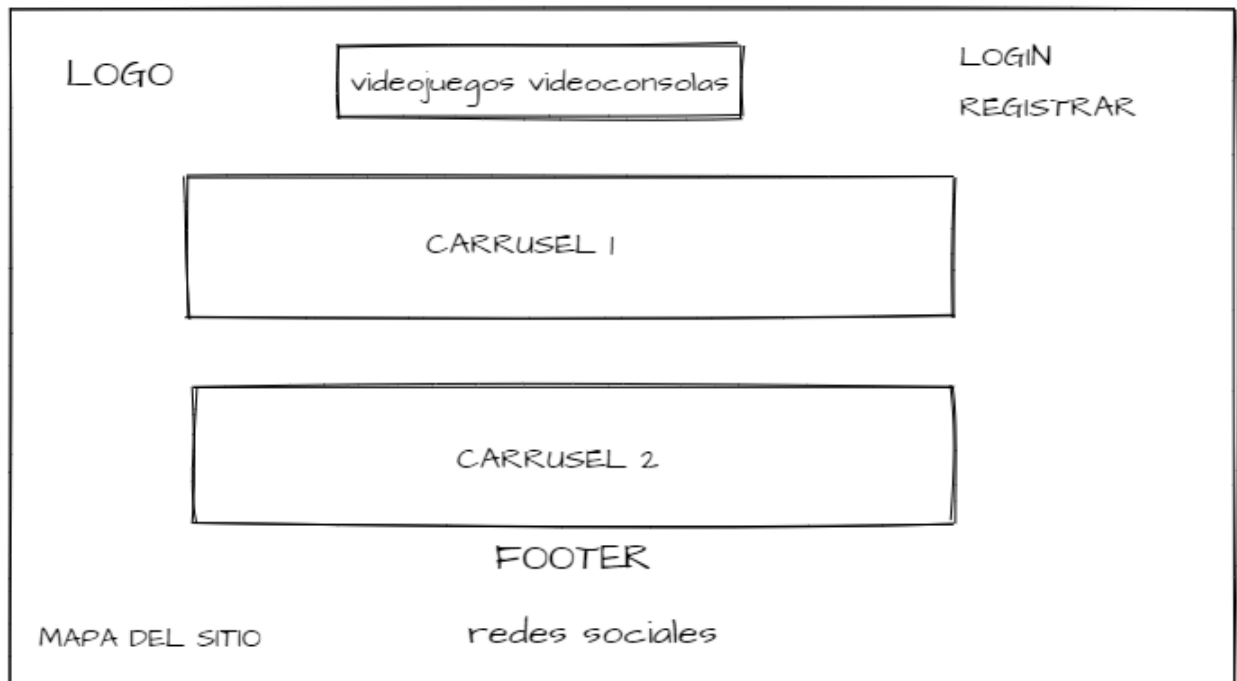 LOGO
videojuegos videoconsolas
LOGIN
REGISTRAR
CARRUSEL 1
CARRUSEL 2
FOOTER
MAPA DEL SITIO
redes sociales